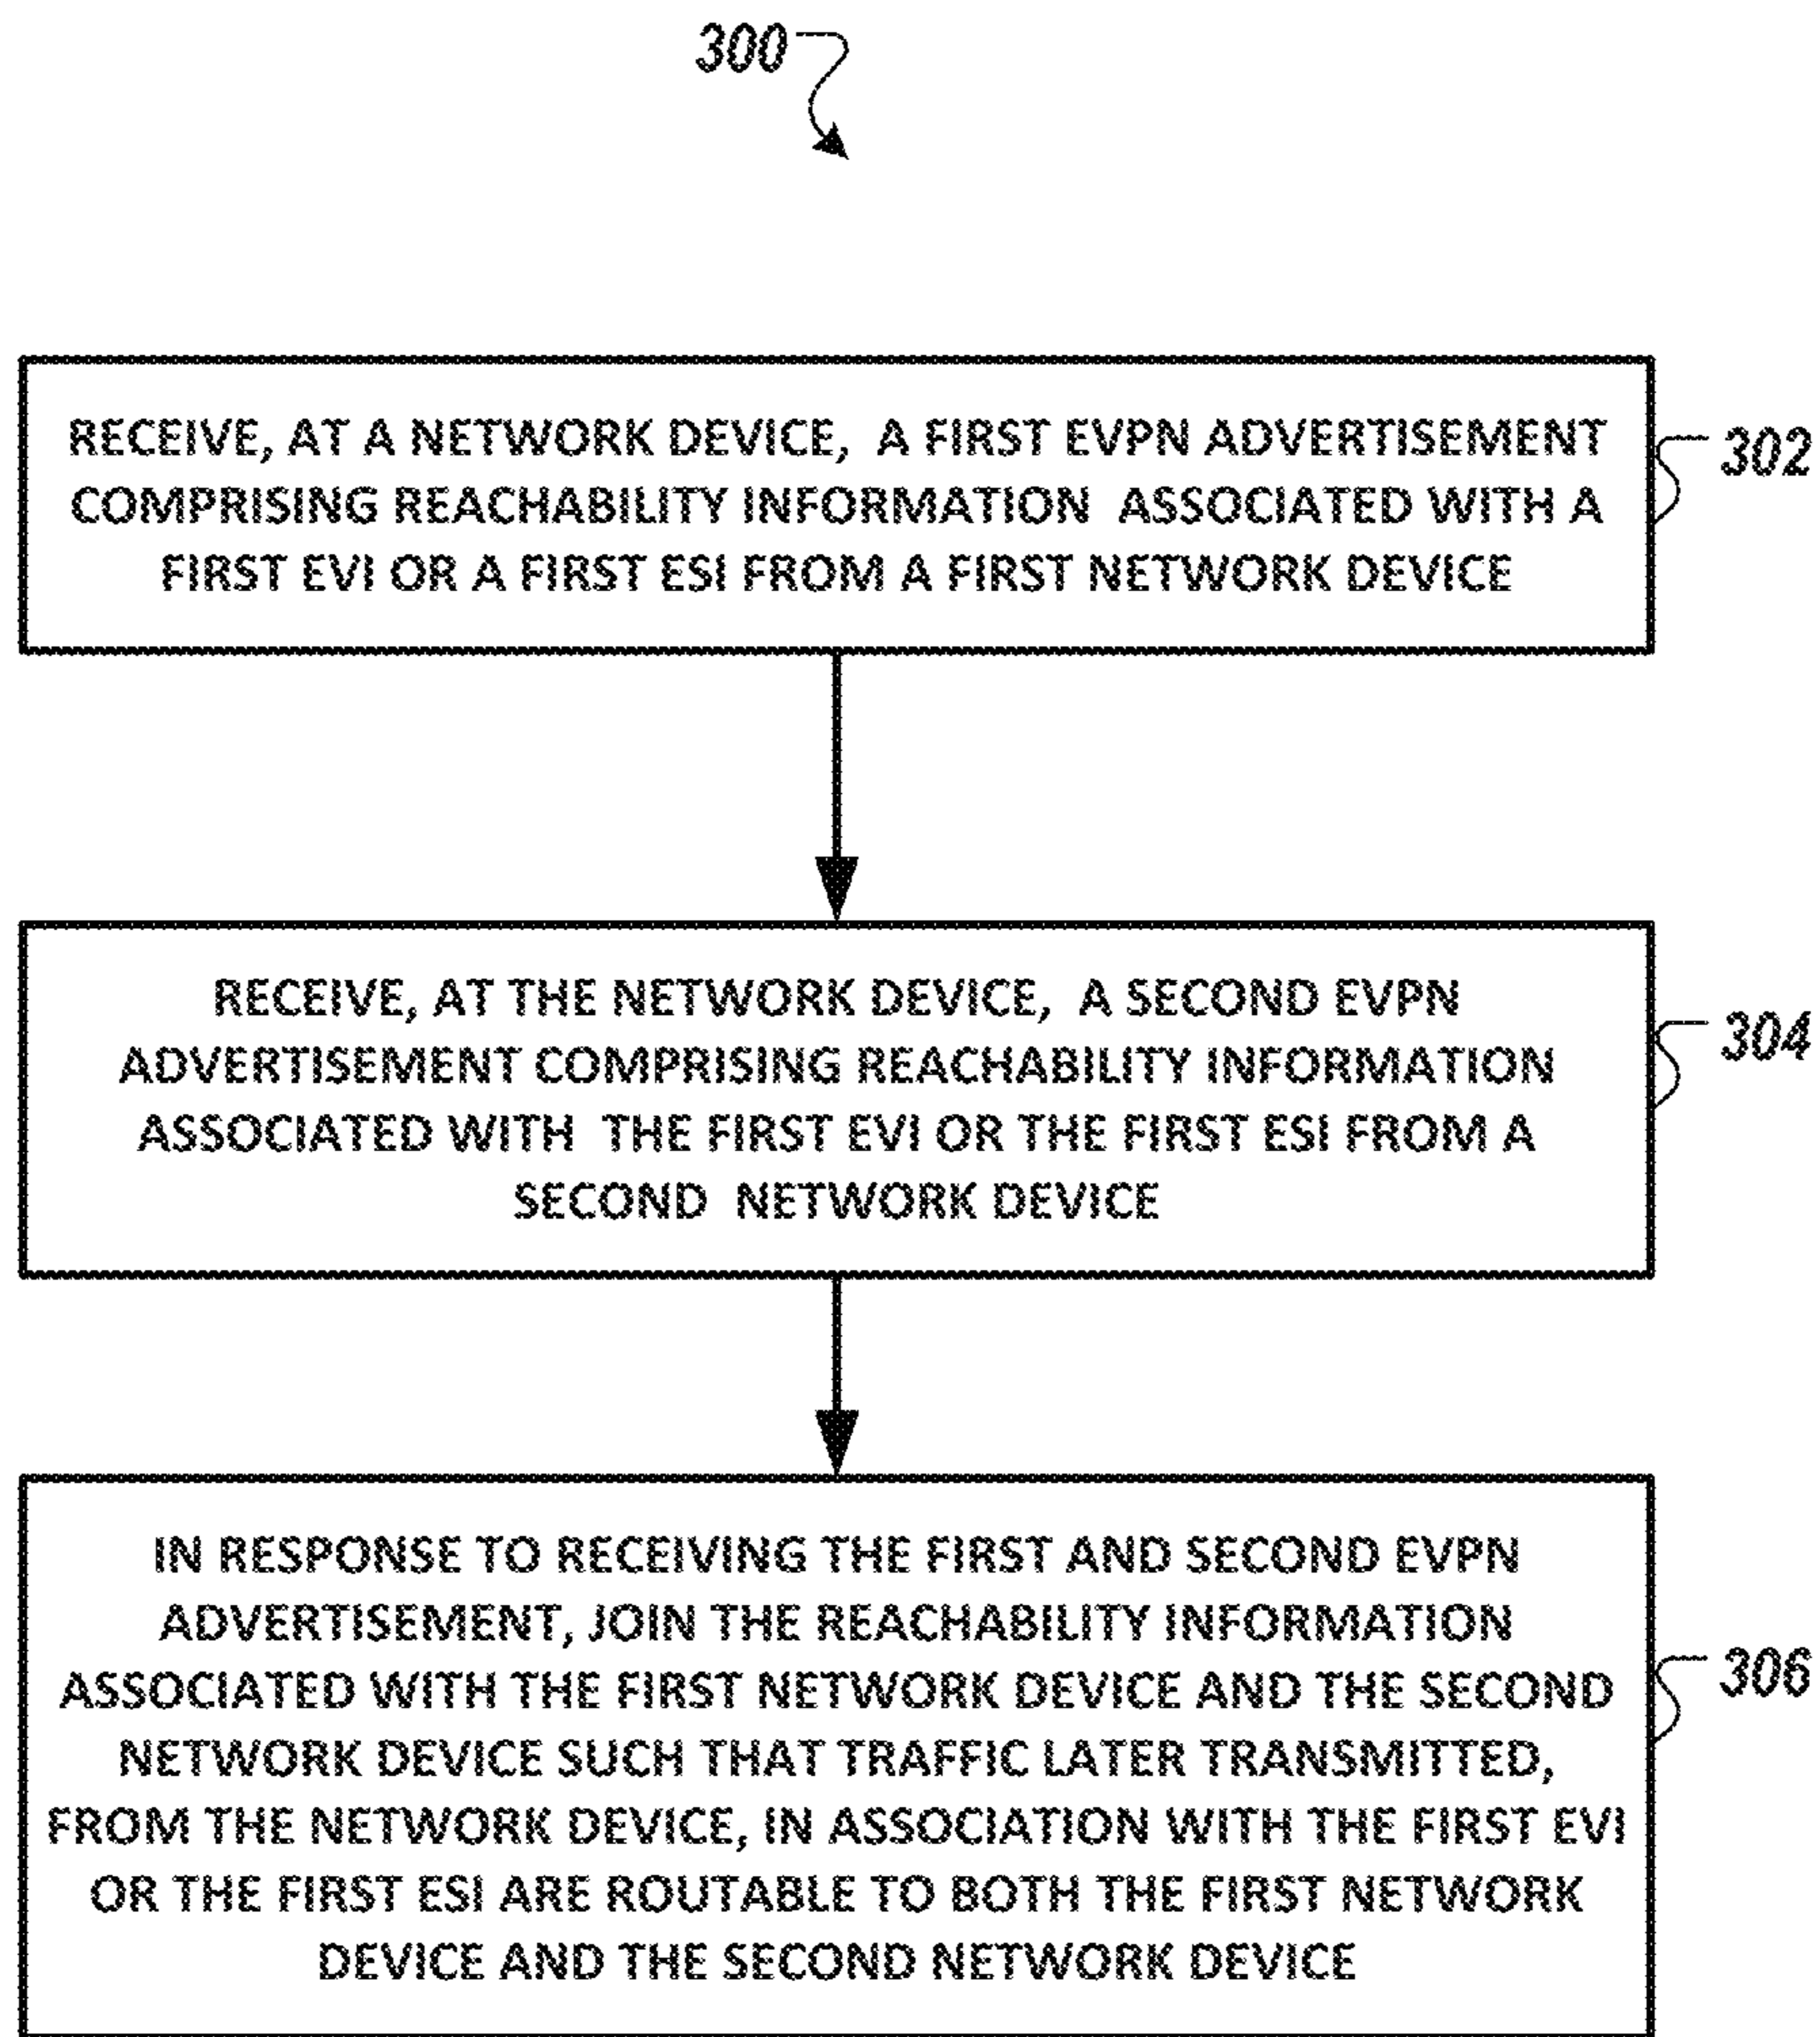 300
RECEIVE, AT A NETWORK DEVICE, A FIRST EVPN ADVERTISEMENT
COMPRISING REACHABILITY INFORMATION ASSOCIATED WITH A
FIRST EVI OR A FIRST ESI FROM A FIRST NETWORK DEVICE
302
RECEIVE, AT THE NETWORK DEVICE, A SECOND EVPN
ADVERTISEMENT COMPRISING REACHABILITY INFORMATION
ASSOCIATED WITH THE FIRST EVI OR THE FIRST ESI FROM A
SECOND NETWORK DEVICE
304
IN RESPONSE TO RECEIVING THE FIRST AND SECOND EVPN
ADVERTISEMENT, JOIN THE REACHABILITY INFORMATION
ASSOCIATED WITH THE FIRST NETWORK DEVICE AND THE SECOND
NETWORK DEVICE SUCH THAT TRAFFIC LATER TRANSMITTED,
FROM THE NETWORK DEVICE, IN ASSOCIATION WITH THE FIRST EVI
OR THE FIRST ESI ARE ROUTABLE TO BOTH THE FIRST NETWORK
DEVICE AND THE SECOND NETWORK DEVICE
306